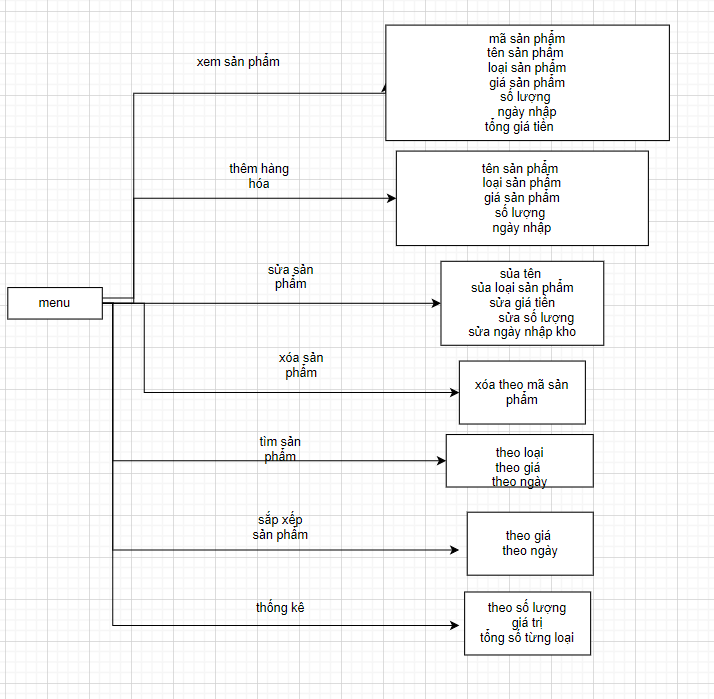 xem sản phẩm
mã sản phẩm
tên sản phẩm
loại sản phẩm
giá sản phẩm
số lượng
ngày nhập
tổng giá tiền
thêm hàng
hóa
tên sản phẩm
loại sản phẩm
giá sản phẩm
số lượng
ngày nhập
menu
sửa sản
phẩm
sủa tên
sủa loại sản phẩm
sửa giá tiền
sửa số lượng
sửa ngày nhập kho
xóa sản
phẩm
xóa theo mã sản
phẩm
tìm sản
phẩm
theo loại
theo giá
theo ngày
sắp xếp
sản phẩm
theo giá
theo ngày
thống kê
theo số lượng
giá trị
tổng số từng loại